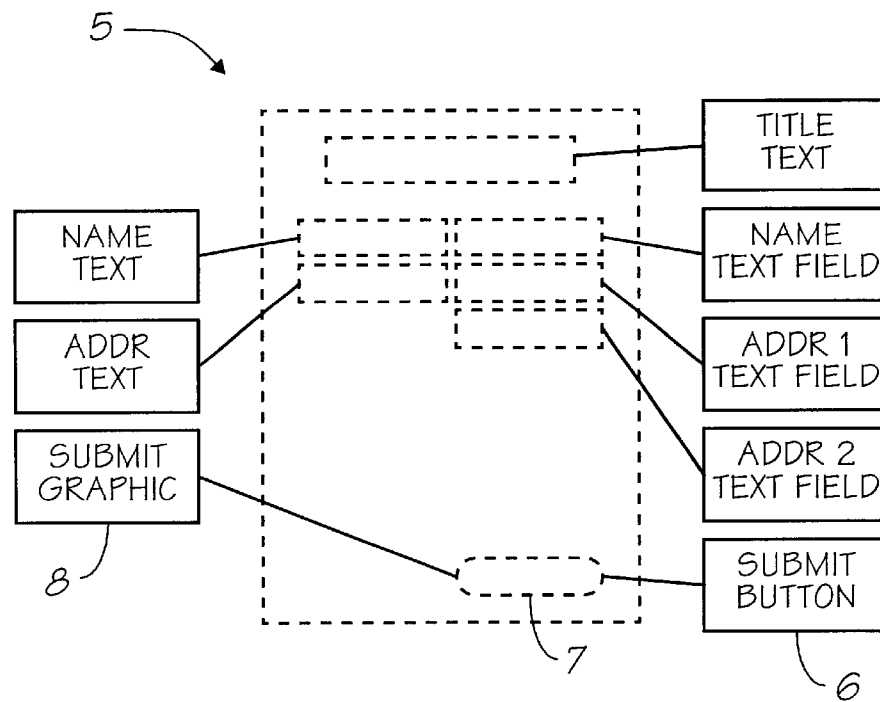 5
TITLE
TEXT
NAME
TEXT
NAME
TEXT FIELD
ADDR
TEXT
ADDR 1
TEXT FIELD
SUBMIT
GRAPHIC
ADDR 2
TEXT FIELD
8
SUBMIT
BUTTON
7
6